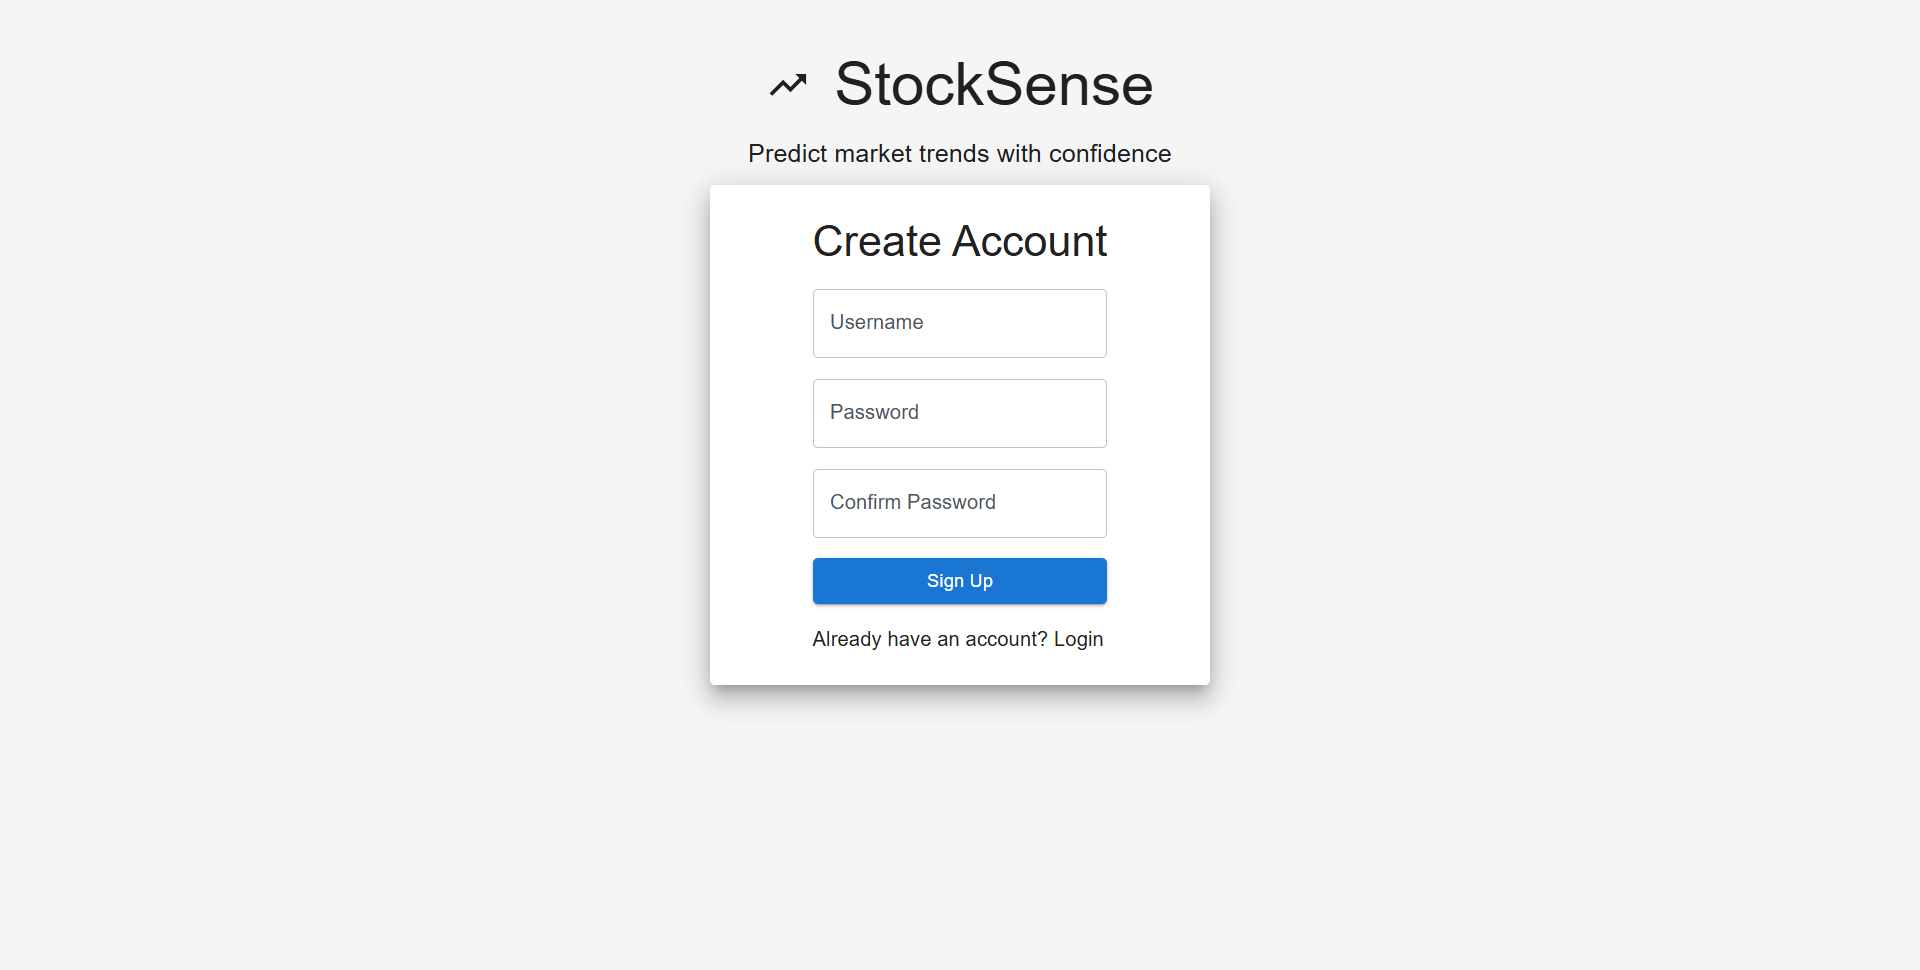 StockSense
Predict market trends with confidence
Create Account
Username
Password
Confirm Password
Sign Up
Already have an account? Login